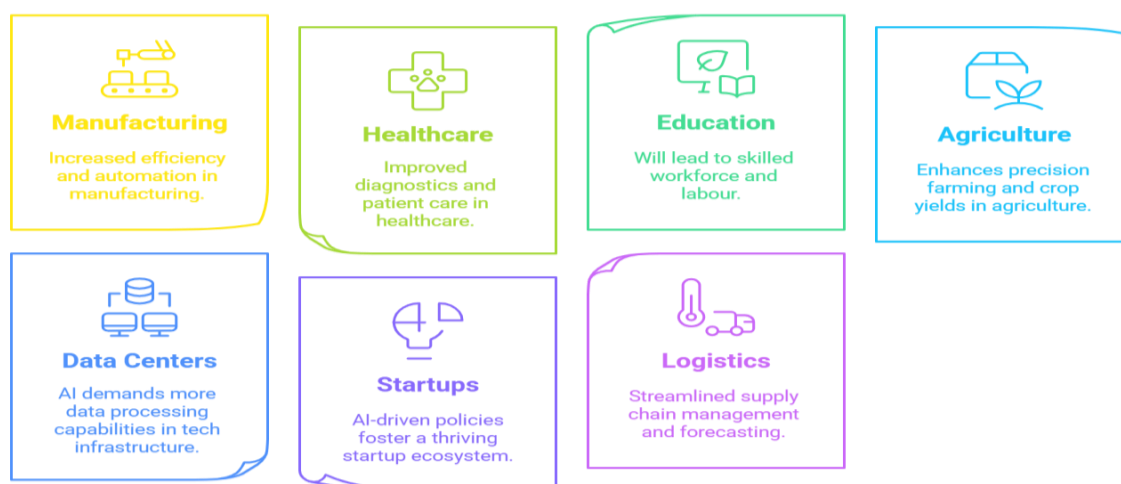 Manufacturing
Increased efficiency
and automation in
manufacturing.
Healthcare
Improved
diagnostics and
patient care in
healthcare.
Education
Will lead to skilled
workforce and
labour.
Agriculture
Enhances precision
farming and crop
yields in agriculture.
Data Centers
AI demands more
data processing
capabilities in tech
infrastructure.
Startups
AI-driven policies
foster a thriving
startup ecosystem.
Logistics
Streamlined supply
chain management
and forecasting.